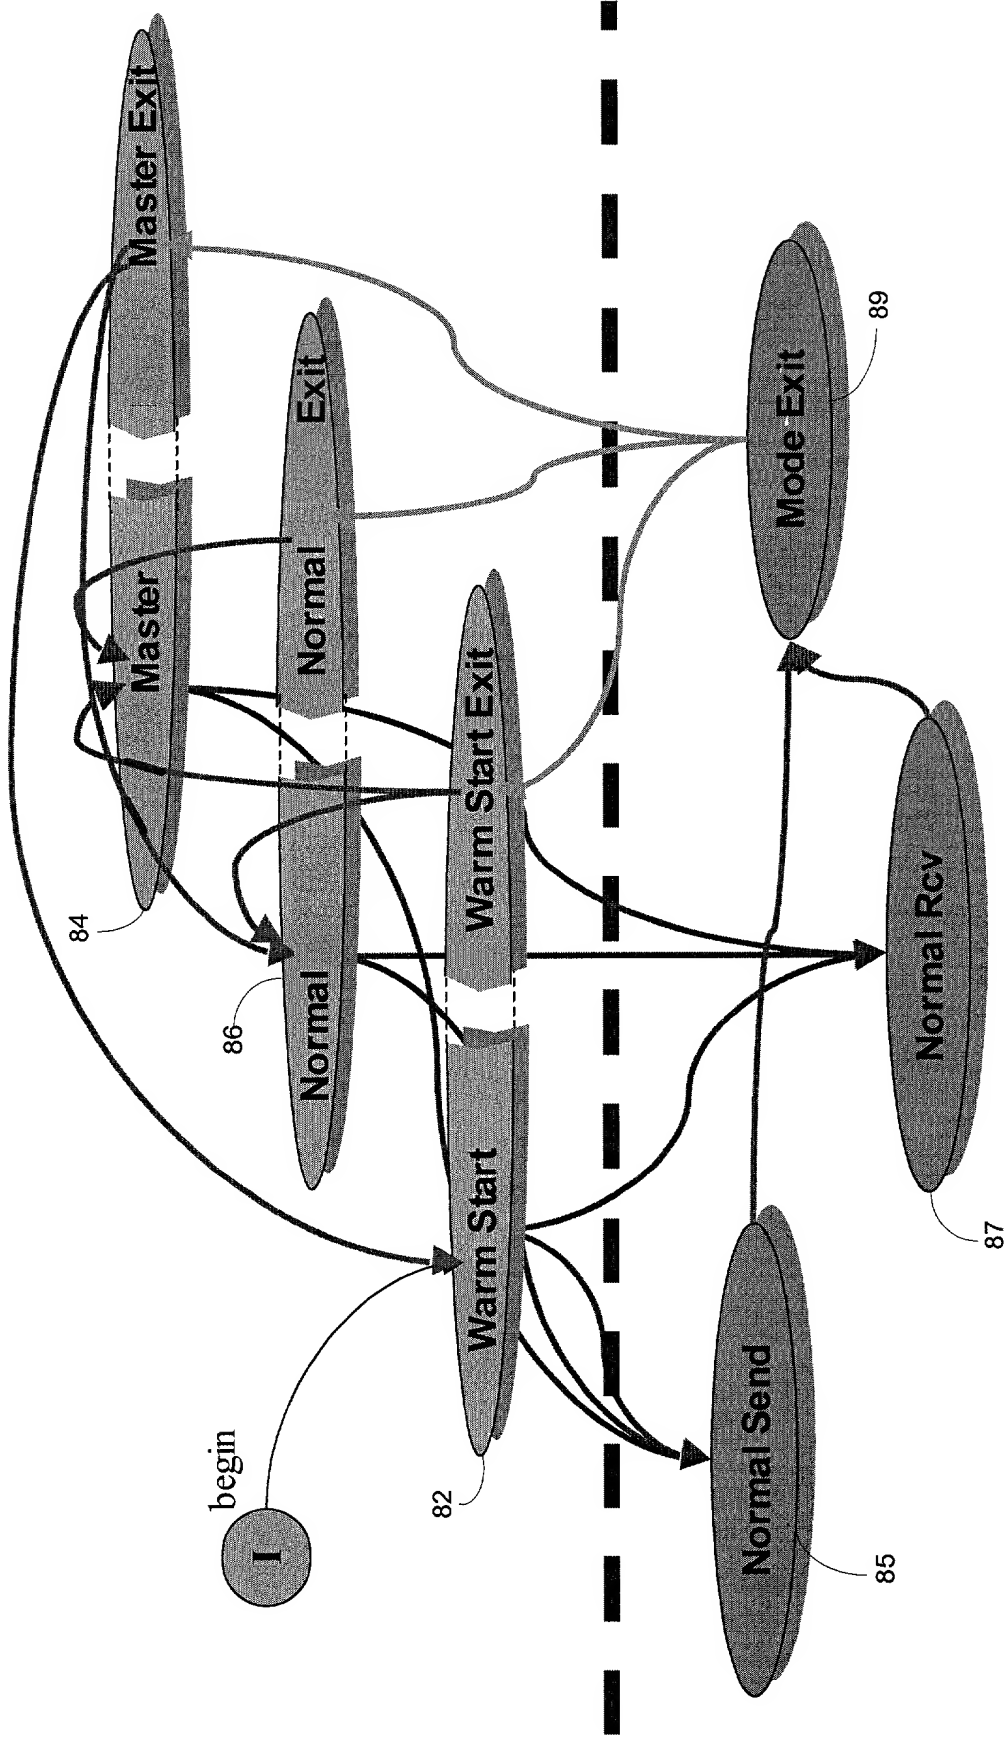 I
begin
82
Warm Start
Warm Start Exit
86
Normal
Normal
Exit
84
Master
Master Exit
85
Normal Send
87
Normal Rcv
Mode Exit
89